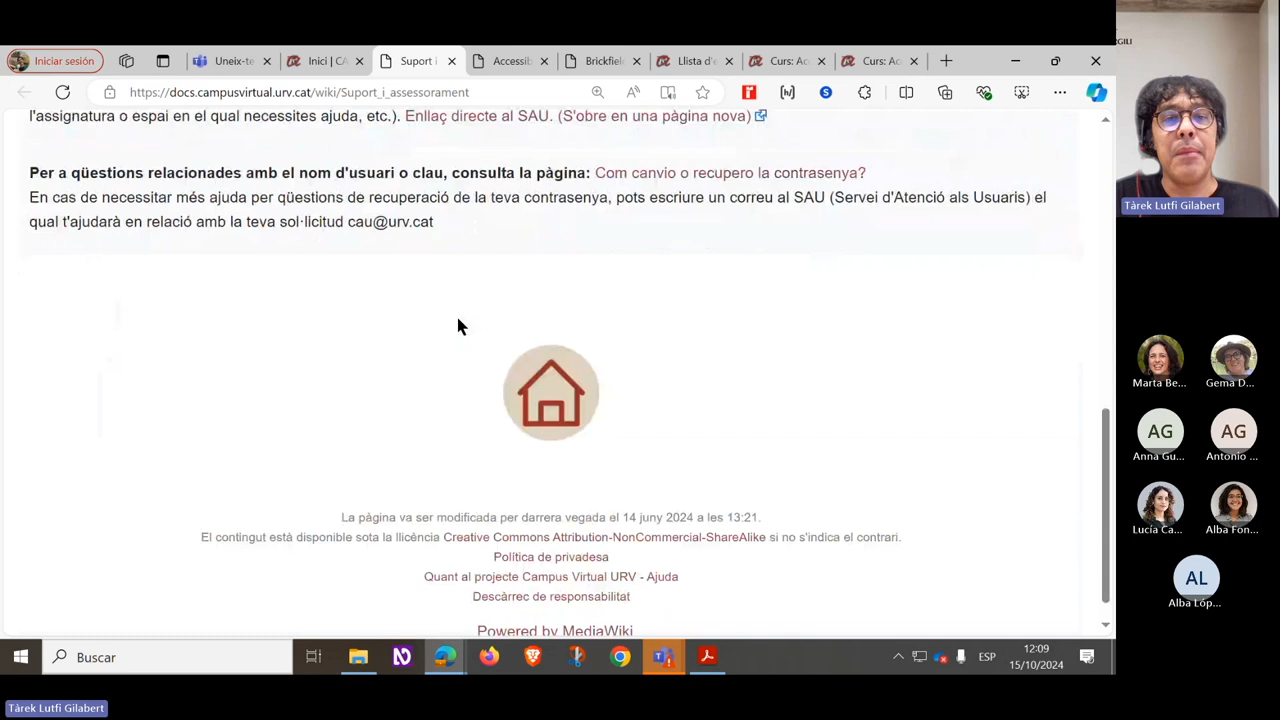 Iniciar sesión
Uneix-te
Inici | CA
Suport i
Accessib
Brickfiel
Llista d'e
Curs: Ac
Curs: Ac
https://docs.campusvirtual.urv.cat/wiki/Suport_i_assessorament
l'assignatura o espai en el qual necessites ajuda, etc.). Enllaç directe al SAU. (S'obre en una pàgina nova)
Per a qüestions relacionades amb el nom d'usuari o clau, consulta la pàgina: Com canvio o recupero la contrasenya?
En cas de necessitar més ajuda per qüestions de recuperació de la teva contrasenya, pots escriure un correu al SAU (Servei d'Atenció als Usuaris) el
qual t'ajudarà en relació amb la teva sol·licitud cau@urv.cat
La pàgina va ser modificada per darrera vegada el 14 juny 2024 a les 13:21.
El contingut està disponible sota la llicència Creative Commons Attribution-NonCommercial-ShareAlike si no s'indica el contrari.
Política de privadesa
Quant al projecte Campus Virtual URV - Ajuda
Descàrrec de responsabilitat
Powered by MediaWiki
Buscar
ESP
12:09
15/10/2024
Tàrek Lutfi Gilabert
Marta Be...
Gema D...
AG
AG
Anna Gu...
Antonio ...
Lucía Ca...
Alba Fon...
AL
Alba Lóp...
Tàrek Lutfi Gilabert